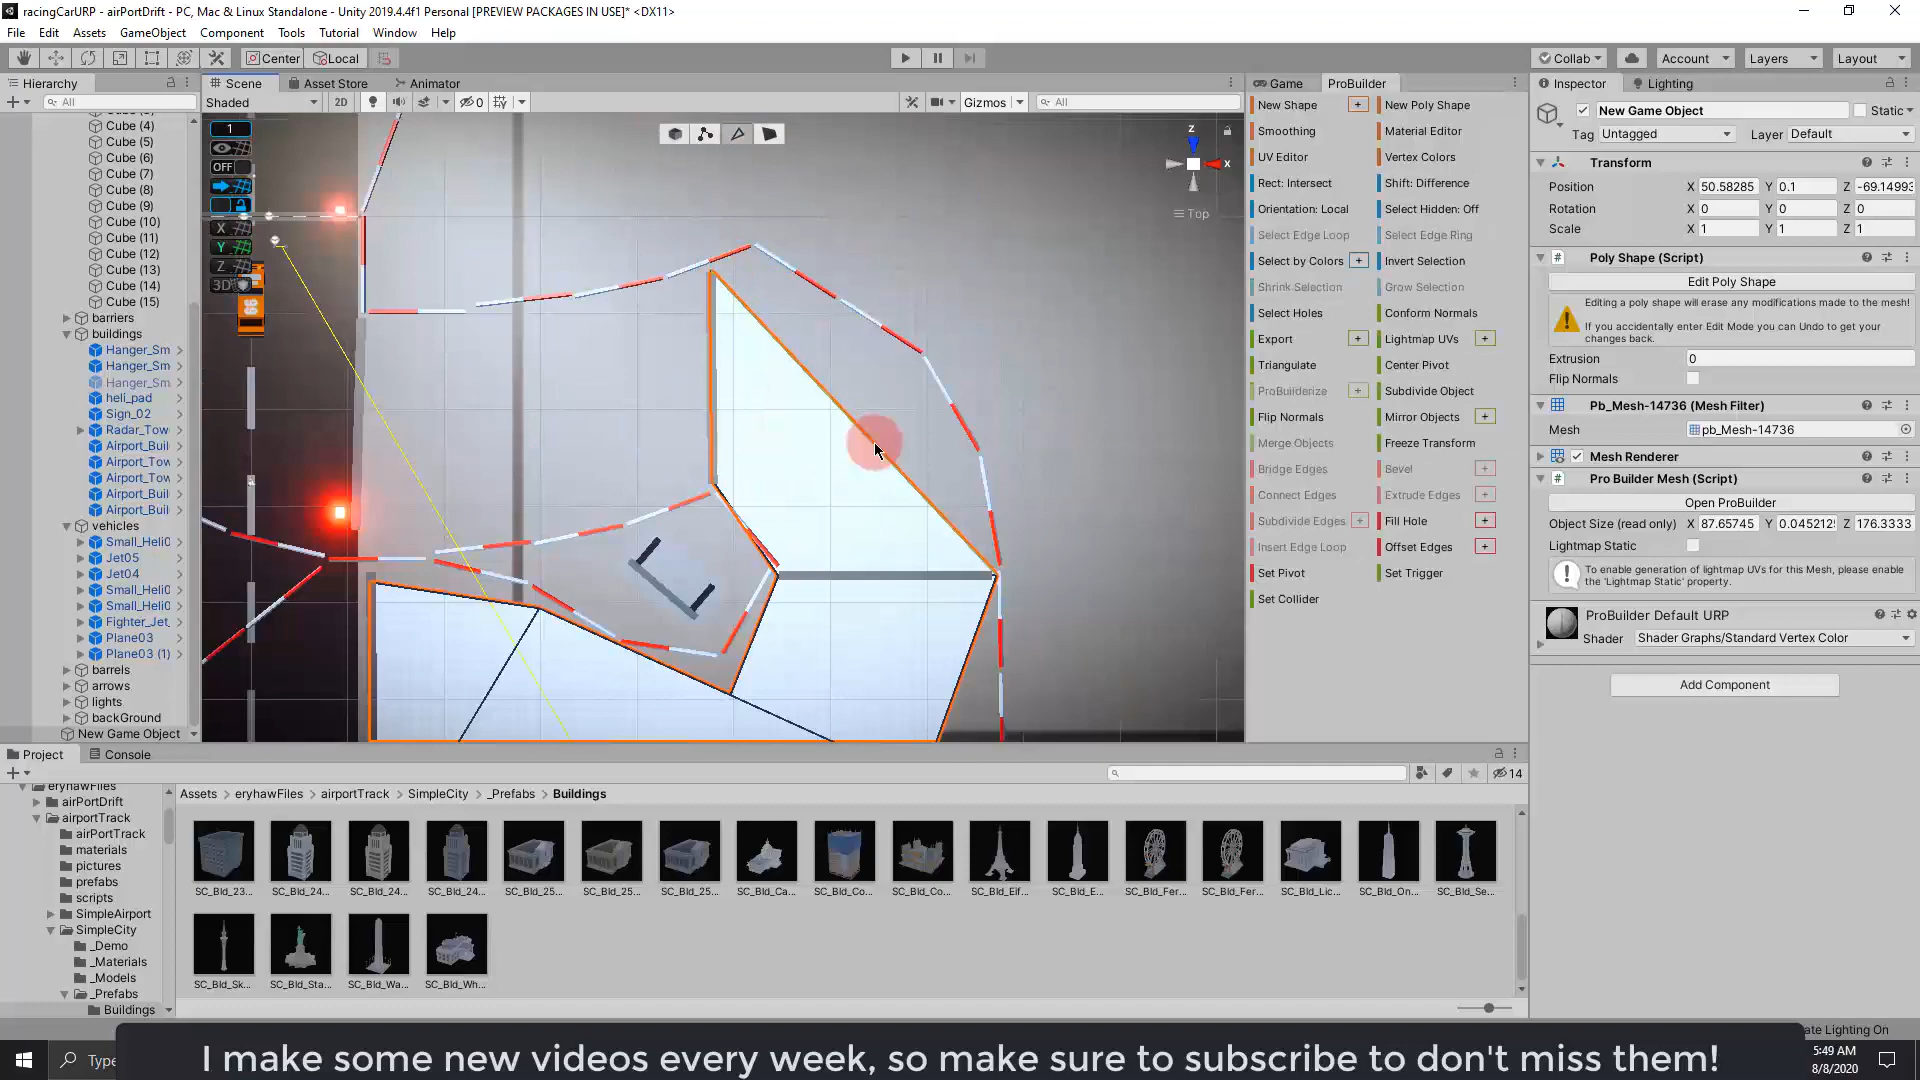 racingCarURP - airPortDrift - PC, Mac & Linux Standalone - Unity 2019.4.4f1 Personal [PREVIEW PACKAGES IN USE]* <DX11>
File Edit Assets GameObject Component Tools Tutorial Window Help
Center Local Collab Account Layers Layout
Hierarchy Scene Asset Store Animator Game ProBuilder Inspector Lighting
All Shaded 2D 0 Gizmos All
Cube (4)
Cube (5)
Cube (6)
Cube (7)
Cube (8)
Cube (9)
Cube (10)
Cube (11)
Cube (12)
Cube (13)
Cube (14)
Cube (15)
barriers
buildings
Hanger_Sm
Hanger_Sm
Hanger_Sm
heli_pad
Sign_02
Radar_Tow
Airport_Buil
Airport_Tow
Airport_Tow
Airport_Buil
Airport_Buil
vehicles
Small_Heli
Jet05
Jet04
Small_Heli
Small_Heli
Fighter_Jet_
Plane03
Plane03 (1)
barrels
arrows
lights
backGround
New Game Object
1
OFF
X
Y
Z
3D
z
x
Top
New Shape + New Poly Shape
Smoothing Material Editor
UV Editor Vertex Colors
Rect: Intersect Shift: Difference
Orientation: Local Select Hidden: Off
Select Edge Loop Select Edge Ring
Select by Colors + Invert Selection
Shrink Selection Grow Selection
Select Holes Conform Normals
Export + Lightmap UVs +
Triangulate Center Pivot
ProBuilderize + Subdivide Object
Flip Normals Mirror Objects +
Merge Objects Freeze Transform
Bridge Edges Bevel +
Connect Edges Extrude Edges +
Subdivide Edges + Fill Hole +
Insert Edge Loop Offset Edges +
Set Pivot Set Trigger
Set Collider
New Game Object Static
Tag Untagged Layer Default
Transform
Position X 50.58285 Y 0.1 Z -69.14993
Rotation X 0 Y 0 Z 0
Scale X 1 Y 1 Z 1
# Poly Shape (Script)
Edit Poly Shape
Editing a poly shape will erase any modifications made to the mesh!
If you accidentally enter Edit Mode you can Undo to get your changes back.
Extrusion 0
Flip Normals
Pb_Mesh-14736 (Mesh Filter)
Mesh pb_Mesh-14736
Mesh Renderer
# Pro Builder Mesh (Script)
Open ProBuilder
Object Size (read only) X 87.65745 Y 0.045212 Z 176.3333
Lightmap Static
To enable generation of lightmap UVs for this Mesh, please enable the 'Lightmap Static' property.
ProBuilder Default URP
Shader Shader Graphs/Standard Vertex Color
Add Component
Project Console
14
eryhawFiles
airPortDrift
airportTrack
airPortTrack
materials
pictures
prefabs
scripts
SimpleAirport
SimpleCity
_Demo
_Materials
_Models
_Prefabs
Buildings
Assets eryhawFiles airportTrack SimpleCity _Prefabs Buildings
SC_Bld_23... SC_Bld_24... SC_Bld_24... SC_Bld_24... SC_Bld_25... SC_Bld_25... SC_Bld_25... SC_Bld_Ca... SC_Bld_Co... SC_Bld_Co... SC_Bld_Eif... SC_Bld_E... SC_Bld_Fer... SC_Bld_Fer... SC_Bld_Lic... SC_Bld_On... SC_Bld_Se...
SC_Bld_Sk... SC_Bld_Sta... SC_Bld_Wa... SC_Bld_Wh...
ate Lighting On
Type
I make some new videos every week, so make sure to subscribe to don't miss them!
5:49 AM
8/8/2020